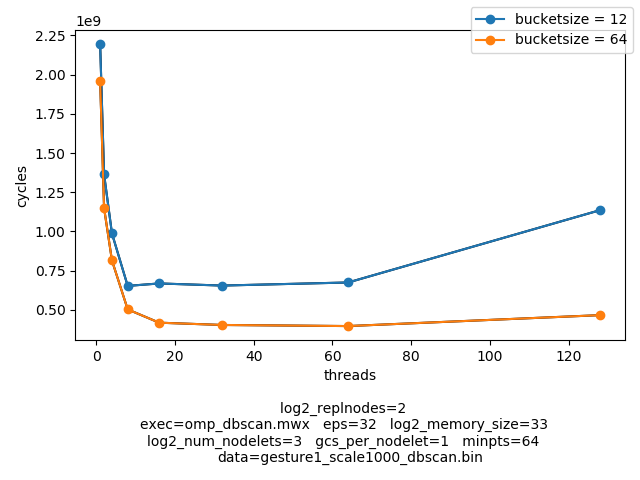 1e9
bucketsize = 12
bucketsize = 64
2.25
2.00
1.75
1.50
1.25
1.00
0.75
0.50
cycles
0 20 40 60 80 100 120
threads
log2_replnodes=2
exec=omp_dbscan.mwx eps=32 log2_memory_size=33
log2_num_nodelets=3 gcs_per_nodelet=1 minpts=64
data=gesture1_scale1000_dbscan.bin